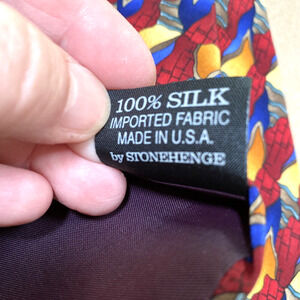 100% SILK
IMPORTED FABRIC
MADE IN U.S.A.
by STONEHENGE